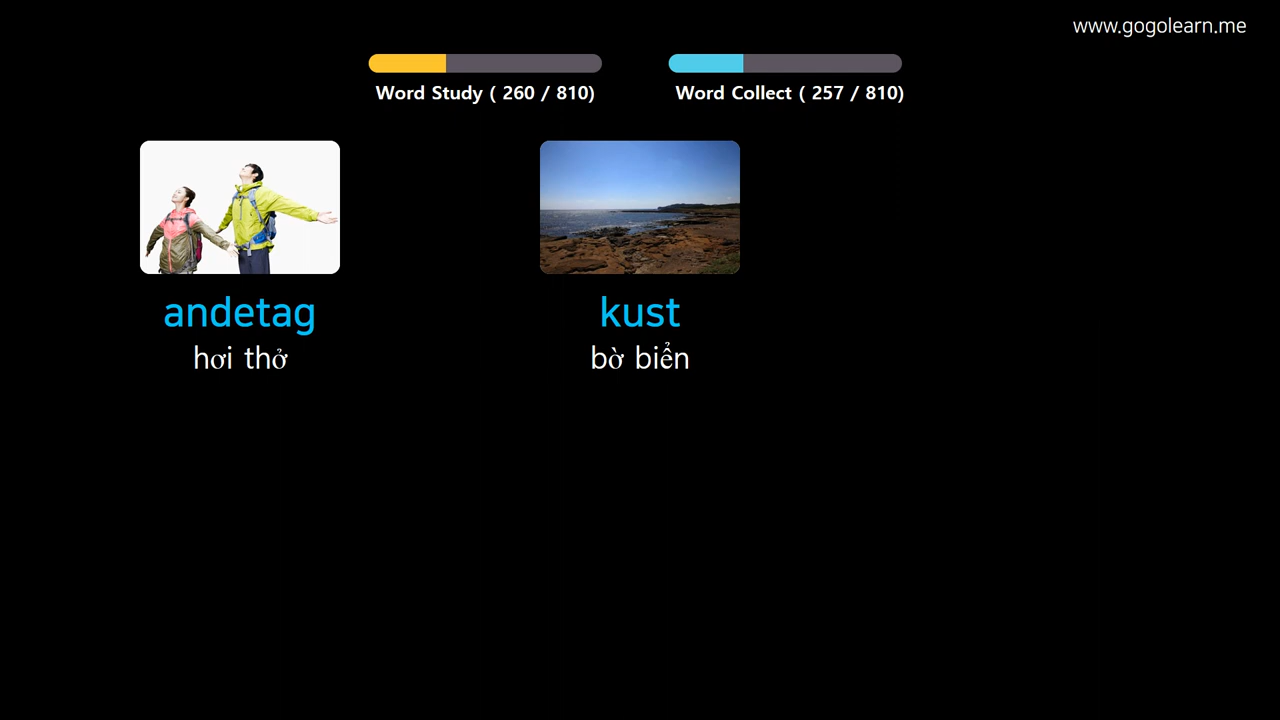 www.gogolearn.me
Word Study ( 260 / 810)
Word Collect ( 257 / 810)
andetag
hơi thở
kust
bờ biển